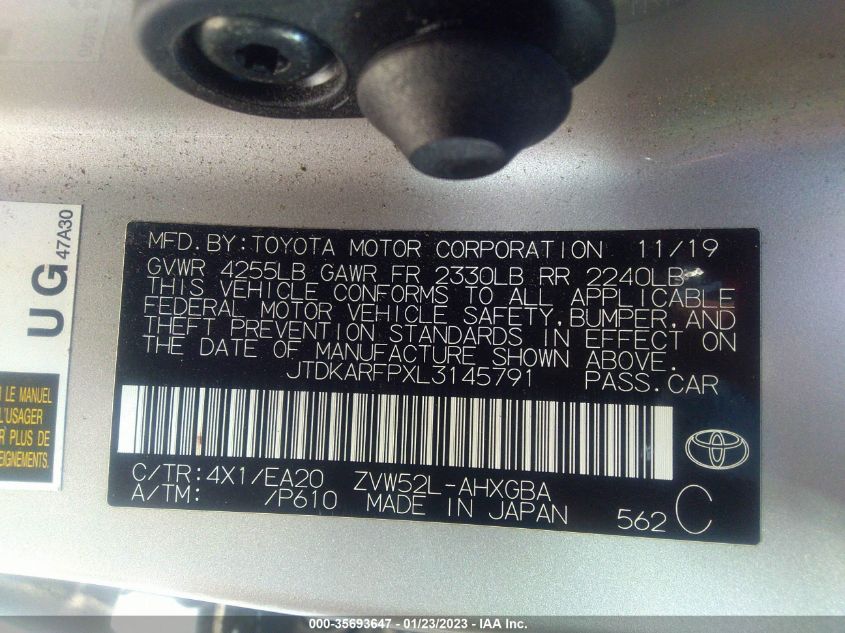 MFD. BY: TOYOTA MOTOR CORPORATION 11/19
GVWR 4255LB GAWR FR 2330LB RR 2240LB
THIS VEHICLE CONFORMS TO ALL APPLICABLE
FEDERAL MOTOR VEHICLE SAFETY, BUMPER, AND
THEFT PREVENTION STANDARDS IN EFFECT ON
THE DATE OF MANUFACTURE SHOWN ABOVE.
JTDKARFPXL3145791 PASS.CAR
C/TR: 4X1/EA20 ZVW52L-AHXGBA
A/TM: /P610 MADE IN JAPAN 562 C
UG 47A30
LE MANUEL
L'USAGER
PLUS DE
000-35693647 / 01/23/2023 - IAA Inc.